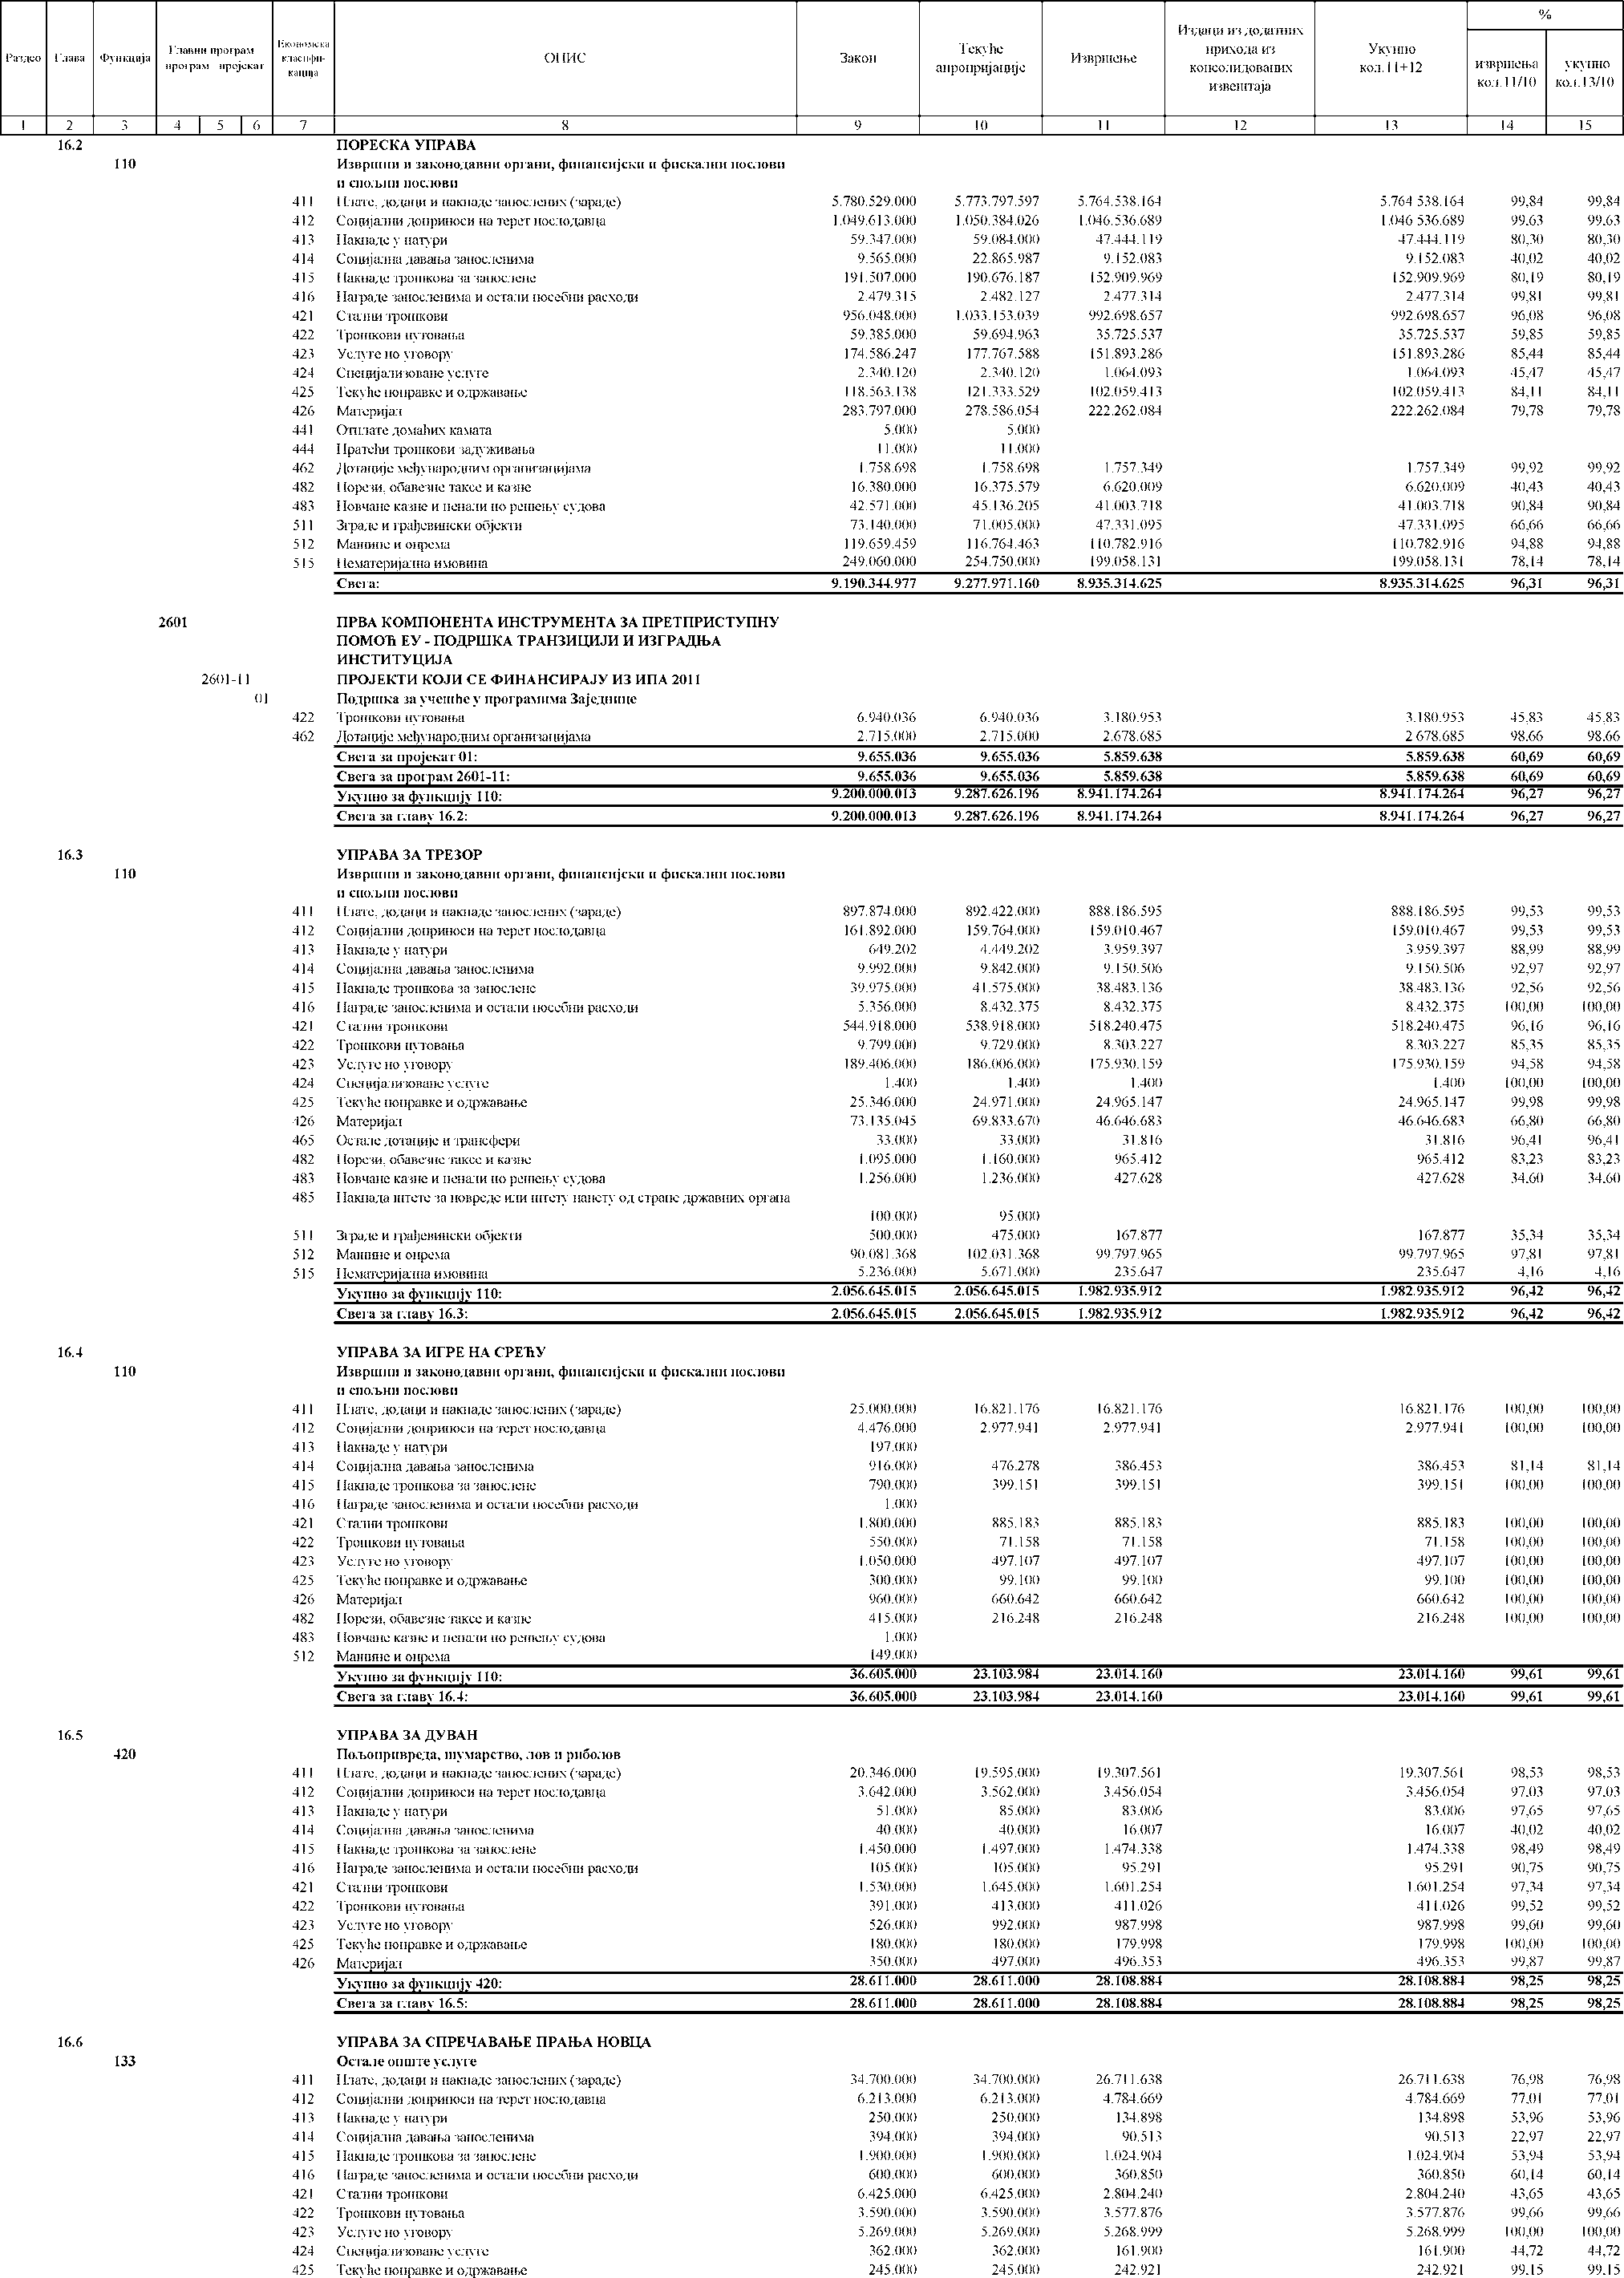 Раздео Глава Функција Главни програм програм пројекат Економска класифи-кација ОПИС Закон Текуће апропријације Извршење Издаци из додатних прихода из консолидованих извештаја Укупно кол.11+12 % извршења кол.11/10 укупно кол.13/10
1 2 3 4 5 6 7 8 9 10 11 12 13 14 15
16.2 ПОРЕСКА УПРАВА
110 Извршни и законодавни органи, финансијски и фискални послови
и спољни послови
411 Плате, додаци и накнаде запослених (зараде) 5.780.529.000 5.773.797.597 5.764.538.164 5.764.538.164 99,84 99,84
412 Социјални доприноси на терет послодавца 1.049.613.000 1.050.384.026 1.046.536.689 1.046.536.689 99,63 99,63
413 Накнаде у натури 59.347.000 59.084.000 47.444.119 47.444.119 80,30 80,30
414 Социјална давања запосленима 9.565.000 22.865.987 9.152.083 9.152.083 40,02 40,02
415 Накнаде трошкова за запослене 191.507.000 190.676.187 152.909.969 152.909.969 80,19 80,19
416 Награде запосленима и остали посебни расходи 2.479.315 2.482.127 2.477.314 2.477.314 99,81 99,81
421 Стални трошкови 956.048.000 1.033.153.039 992.698.657 992.698.657 96,08 96,08
422 Трошкови путовања 59.385.000 59.694.963 35.725.537 35.725.537 59,85 59,85
423 Услуге по уговору 174.586.247 177.767.588 151.893.286 151.893.286 85,44 85,44
424 Специјализоване услуге 2.340.120 2.340.120 1.064.093 1.064.093 45,47 45,47
425 Текуће поправке и одржавање 118.563.138 121.333.529 102.059.413 102.059.413 84,11 84,11
426 Материјал 283.797.000 278.586.054 222.262.084 222.262.084 79,78 79,78
441 Отплате домаћих камата 5.000 5.000
444 Пратећи трошкови задуживања 11.000 11.000
462 Дотације међународним организацијама 1.758.698 1.758.698 1.757.349 1.757.349 99,92 99,92
482 Порези, обавезне таксе и казне 16.380.000 16.375.579 6.620.009 6.620.009 40,43 40,43
483 Новчане казне и пенали по решењу судова 42.571.000 45.136.205 41.003.718 41.003.718 90,84 90,84
511 Зграде и грађевински објекти 73.140.000 71.005.000 47.331.095 47.331.095 66,66 66,66
512 Машине и опрема 119.659.459 116.764.463 110.782.916 110.782.916 94,88 94,88
515 Нематеријална имовина 249.060.000 254.750.000 199.058.131 199.058.131 78,14 78,14
Свега: 9.190.344.977 9.277.971.160 8.935.314.625 8.935.314.625 96,31 96,31
2601 ПРВА КОМПОНЕНТА ИНСТРУМЕНТА ЗА ПРЕТПРИСТУПНУ
ПОМОЋ ЕУ - ПОДРШКА ТРАНЗИЦИЈИ И ИЗГРАДЊА
ИНСТИТУЦИЈА
2601-11 ПРОЈЕКТИ КОЈИ СЕ ФИНАНСИРАЈУ ИЗ ИПА 2011
01 Подршка за учешће у програмима Заједнице
422 Трошкови путовања 6.940.036 6.940.036 3.180.953 3.180.953 45,83 45,83
462 Дотације међународним организацијама 2.715.000 2.715.000 2.678.685 2.678.685 98,66 98,66
Свега за пројекат 01: 9.655.036 9.655.036 5.859.638 5.859.638 60,69 60,69
Свега за програм 2601-11: 9.655.036 9.655.036 5.859.638 5.859.638 60,69 60,69
Укупно за функцију 110: 9.200.000.013 9.287.626.196 8.941.174.264 8.941.174.264 96,27 96,27
Свега за главу 16.2: 9.200.000.013 9.287.626.196 8.941.174.264 8.941.174.264 96,27 96,27
16.3 УПРАВА ЗА ТРЕЗОР
110 Извршни и законодавни органи, финансијски и фискални послови
и спољни послови
411 Плате, додаци и накнаде запослених (зараде) 897.874.000 892.422.000 888.186.595 888.186.595 99,53 99,53
412 Социјални доприноси на терет послодавца 161.892.000 159.764.000 159.010.467 159.010.467 99,53 99,53
413 Накнаде у натури 649.202 4.449.202 3.959.397 3.959.397 88,99 88,99
414 Социјална давања запосленима 9.992.000 9.842.000 9.150.506 9.150.506 92,97 92,97
415 Накнаде трошкова за запослене 39.975.000 41.575.000 38.483.136 38.483.136 92,56 92,56
416 Награде запосленима и остали посебни расходи 5.356.000 8.432.375 8.432.375 8.432.375 100,00 100,00
421 Стални трошкови 544.918.000 538.918.000 518.240.475 518.240.475 96,16 96,16
422 Трошкови путовања 9.799.000 9.729.000 8.303.227 8.303.227 85,35 85,35
423 Услуге по уговору 189.406.000 186.006.000 175.930.159 175.930.159 94,58 94,58
424 Специјализоване услуге 1.400 1.400 1.400 1.400 100,00 100,00
425 Текуће поправке и одржавање 25.346.000 24.971.000 24.965.147 24.965.147 99,98 99,98
426 Материјал 73.135.045 69.833.670 46.646.683 46.646.683 66,80 66,80
465 Остале дотације и трансфери 33.000 33.000 31.816 31.816 96,41 96,41
482 Порези, обавезне таксе и казне 1.095.000 1.160.000 965.412 965.412 83,23 83,23
483 Новчане казне и пенали по решењу судова 1.256.000 1.236.000 427.628 427.628 34,60 34,60
485 Накнада штете за повреде или штету нанету од стране државних органа
100.000 95.000
511 Зграде и грађевински објекти 500.000 475.000 167.877 167.877 35,34 35,34
512 Машине и опрема 90.081.368 102.031.368 99.797.965 99.797.965 97,81 97,81
515 Нематеријална имовина 5.236.000 5.671.000 235.647 235.647 4,16 4,16
Укупно за функцију 110: 2.056.645.015 2.056.645.015 1.982.935.912 1.982.935.912 96,42 96,42
Свега за главу 16.3: 2.056.645.015 2.056.645.015 1.982.935.912 1.982.935.912 96,42 96,42
16.4 УПРАВА ЗА ИГРЕ НА СРЕЋУ
110 Извршни и законодавни органи, финансијски и фискални послови
и спољни послови
411 Плате, додаци и накнаде запослених (зараде) 25.000.000 16.821.176 16.821.176 16.821.176 100,00 100,00
412 Социјални доприноси на терет послодавца 4.476.000 2.977.941 2.977.941 2.977.941 100,00 100,00
413 Накнаде у натури 197.000
414 Социјална давања запосленима 916.000 476.278 386.453 386.453 81,14 81,14
415 Накнаде трошкова за запослене 790.000 399.151 399.151 399.151 100,00 100,00
416 Награде запосленима и остали посебни расходи 1.000
421 Стални трошкови 1.800.000 885.183 885.183 885.183 100,00 100,00
422 Трошкови путовања 550.000 71.158 71.158 71.158 100,00 100,00
423 Услуге по уговору 1.050.000 497.107 497.107 497.107 100,00 100,00
425 Текуће поправке и одржавање 300.000 99.100 99.100 99.100 100,00 100,00
426 Материјал 960.000 660.642 660.642 660.642 100,00 100,00
482 Порези, обавезне таксе и казне 415.000 216.248 216.248 216.248 100,00 100,00
483 Новчане казне и пенали по решењу судова 1.000
512 Машине и опрема 149.000
Укупно за функцију 110: 36.605.000 23.103.984 23.014.160 23.014.160 99,61 99,61
Свега за главу 16.4: 36.605.000 23.103.984 23.014.160 23.014.160 99,61 99,61
16.5 УПРАВА ЗА ДУВАН
420 Пољопривреда, шумарство, лов и риболов
411 Плате, додаци и накнаде запослених (зараде) 20.346.000 19.595.000 19.307.561 19.307.561 98,53 98,53
412 Социјални доприноси на терет послодавца 3.642.000 3.562.000 3.456.054 3.456.054 97,03 97,03
413 Накнаде у натури 51.000 85.000 83.006 83.006 97,65 97,65
414 Социјална давања запосленима 40.000 40.000 16.007 16.007 40,02 40,02
415 Накнаде трошкова за запослене 1.450.000 1.497.000 1.474.338 1.474.338 98,49 98,49
416 Награде запосленима и остали посебни расходи 105.000 105.000 95.291 95.291 90,75 90,75
421 Стални трошкови 1.530.000 1.645.000 1.601.254 1.601.254 97,34 97,34
422 Трошкови путовања 391.000 413.000 411.026 411.026 99,52 99,52
423 Услуге по уговору 526.000 992.000 987.998 987.998 99,60 99,60
425 Текуће поправке и одржавање 180.000 180.000 179.998 179.998 100,00 100,00
426 Материјал 350.000 497.000 496.353 496.353 99,87 99,87
Укупно за функцију 420: 28.611.000 28.611.000 28.108.884 28.108.884 98,25 98,25
Свега за главу 16.5: 28.611.000 28.611.000 28.108.884 28.108.884 98,25 98,25
16.6 УПРАВА ЗА СПРЕЧАВАЊЕ ПРАЊА НОВЦА
133 Остале опште услуге
411 Плате, додаци и накнаде запослених (зараде) 34.700.000 34.700.000 26.711.638 26.711.638 76,98 76,98
412 Социјални доприноси на терет послодавца 6.213.000 6.213.000 4.784.669 4.784.669 77,01 77,01
413 Накнаде у натури 250.000 250.000 134.898 134.898 53,96 53,96
414 Социјална давања запосленима 394.000 394.000 90.513 90.513 22,97 22,97
415 Накнаде трошкова за запослене 1.900.000 1.900.000 1.024.904 1.024.904 53,94 53,94
416 Награде запосленима и остали посебни расходи 600.000 600.000 360.850 360.850 60,14 60,14
421 Стални трошкови 6.425.000 6.425.000 2.804.240 2.804.240 43,65 43,65
422 Трошкови путовања 3.590.000 3.590.000 3.577.876 3.577.876 99,66 99,66
423 Услуге по уговору 5.269.000 5.269.000 5.268.999 5.268.999 100,00 100,00
424 Специјализоване услуге 362.000 362.000 161.900 161.900 44,72 44,72
425 Текуће поправке и одржавање 245.000 245.000 242.921 242.921 99,15 99,15